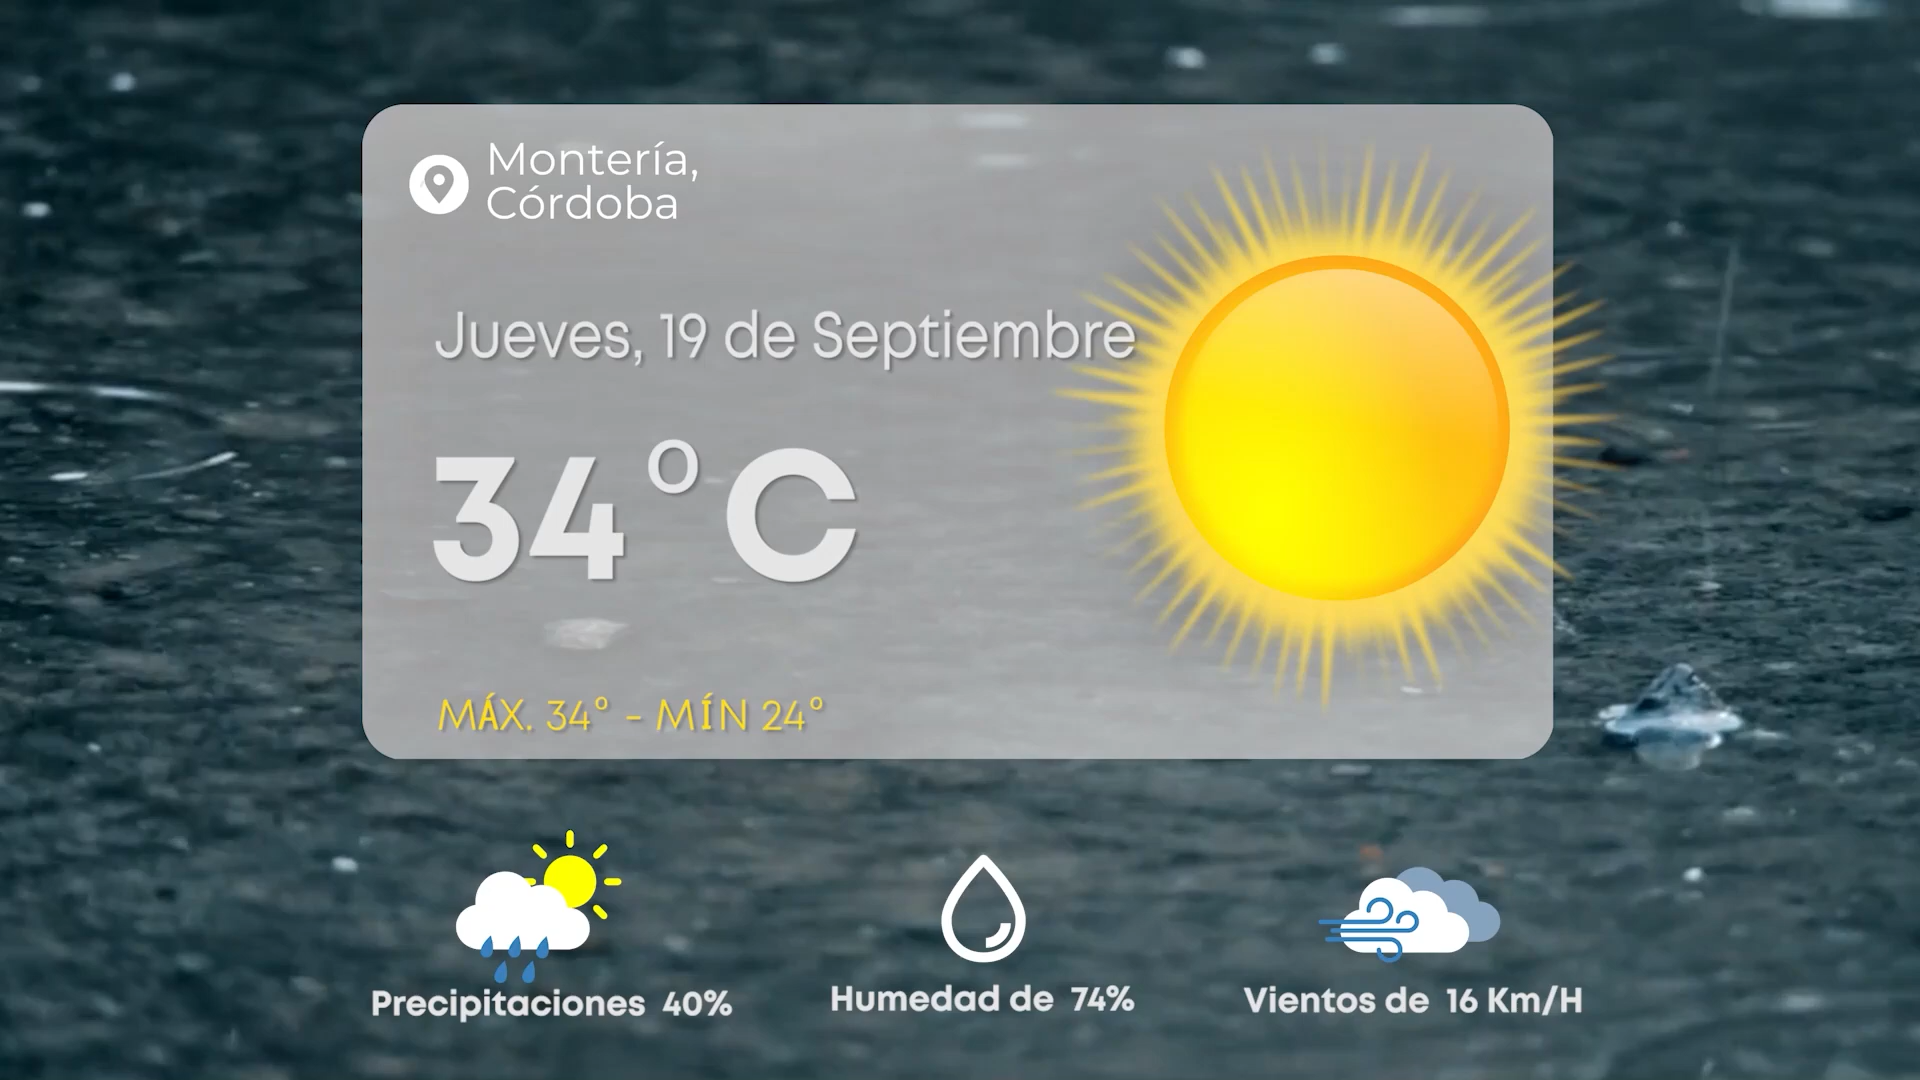 Montería,
Córdoba
Jueves, 19 de Septiembre
34°C
MÁX. 34° - MÍN 24°
Precipitaciones 40%
Humedad de 74%
Vientos de 16 Km/H